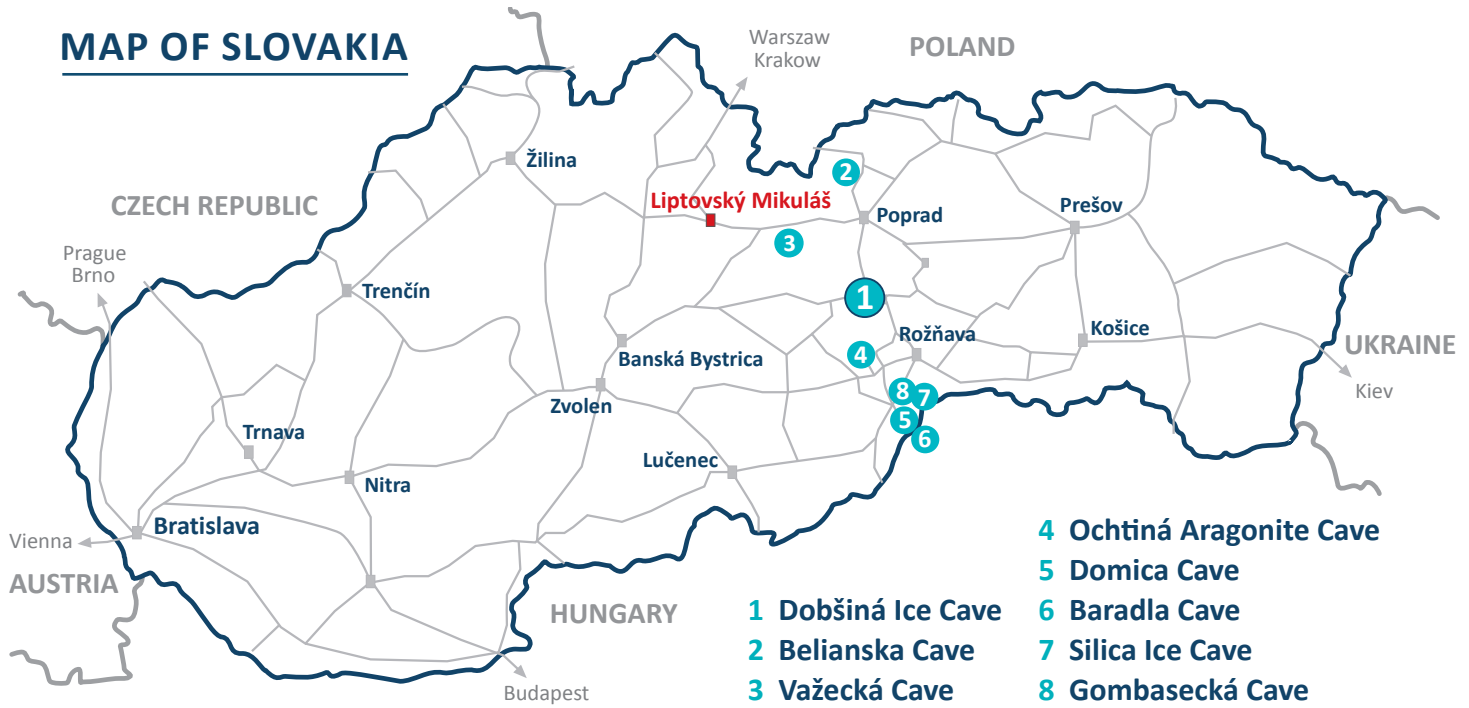 MAP OF SLOVAKIA
Warszaw
Krakow
POLAND
Žilina
2
CZECH REPUBLIC
Liptovský Mikuláš
Poprad
Prešov
3
Prague
Brno
Trenčín
1
Banská Bystrica
4
Rožňava
Košice
UKRAINE
Kiev
Zvolen
8
7
5
6
Trnava
Lučenec
Nitra
Bratislava
Vienna
AUSTRIA
HUNGARY
Budapest
1 Dobšiná Ice Cave
2 Belianska Cave
3 Važecká Cave
4 Ochtiná Aragonite Cave
5 Domica Cave
6 Baradla Cave
7 Silica Ice Cave
8 Gombasecká Cave